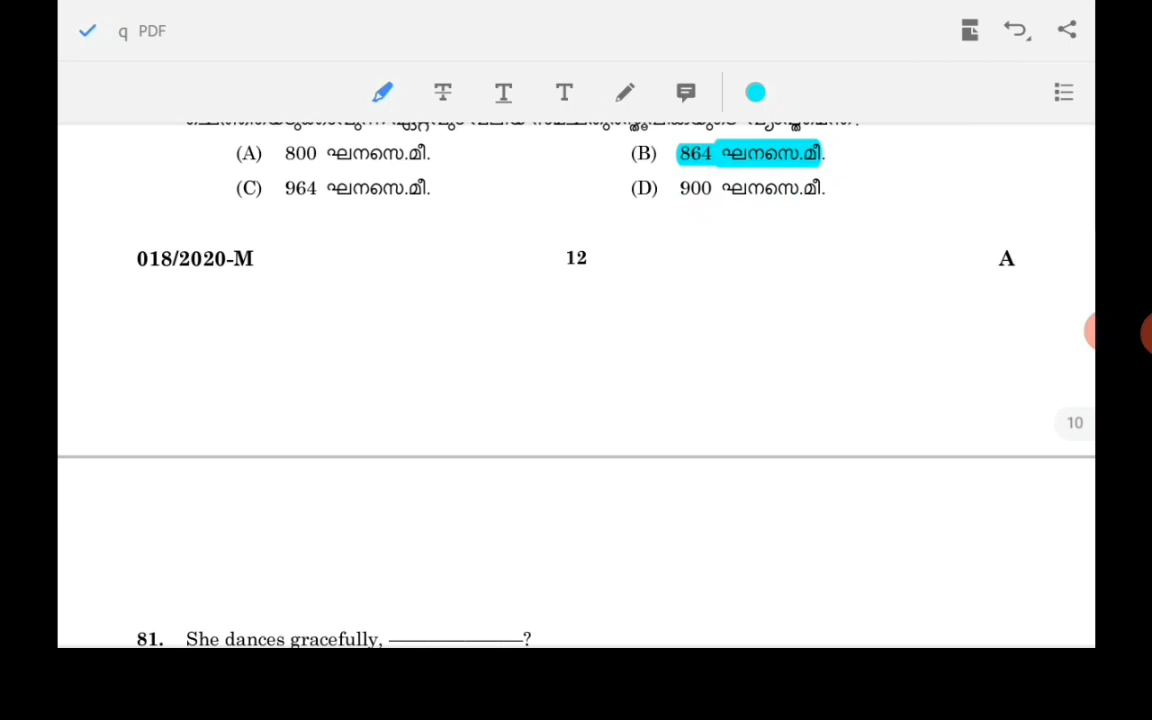 q PDF
(A) 800 ഘനസെ.മീ. (B) 864 ഘനസെ.മീ.
(C) 964 ഘനസെ.മീ. (D) 900 ഘനസെ.മീ.
018/2020-M 12 A
10
81. She dances gracefully, ————————?